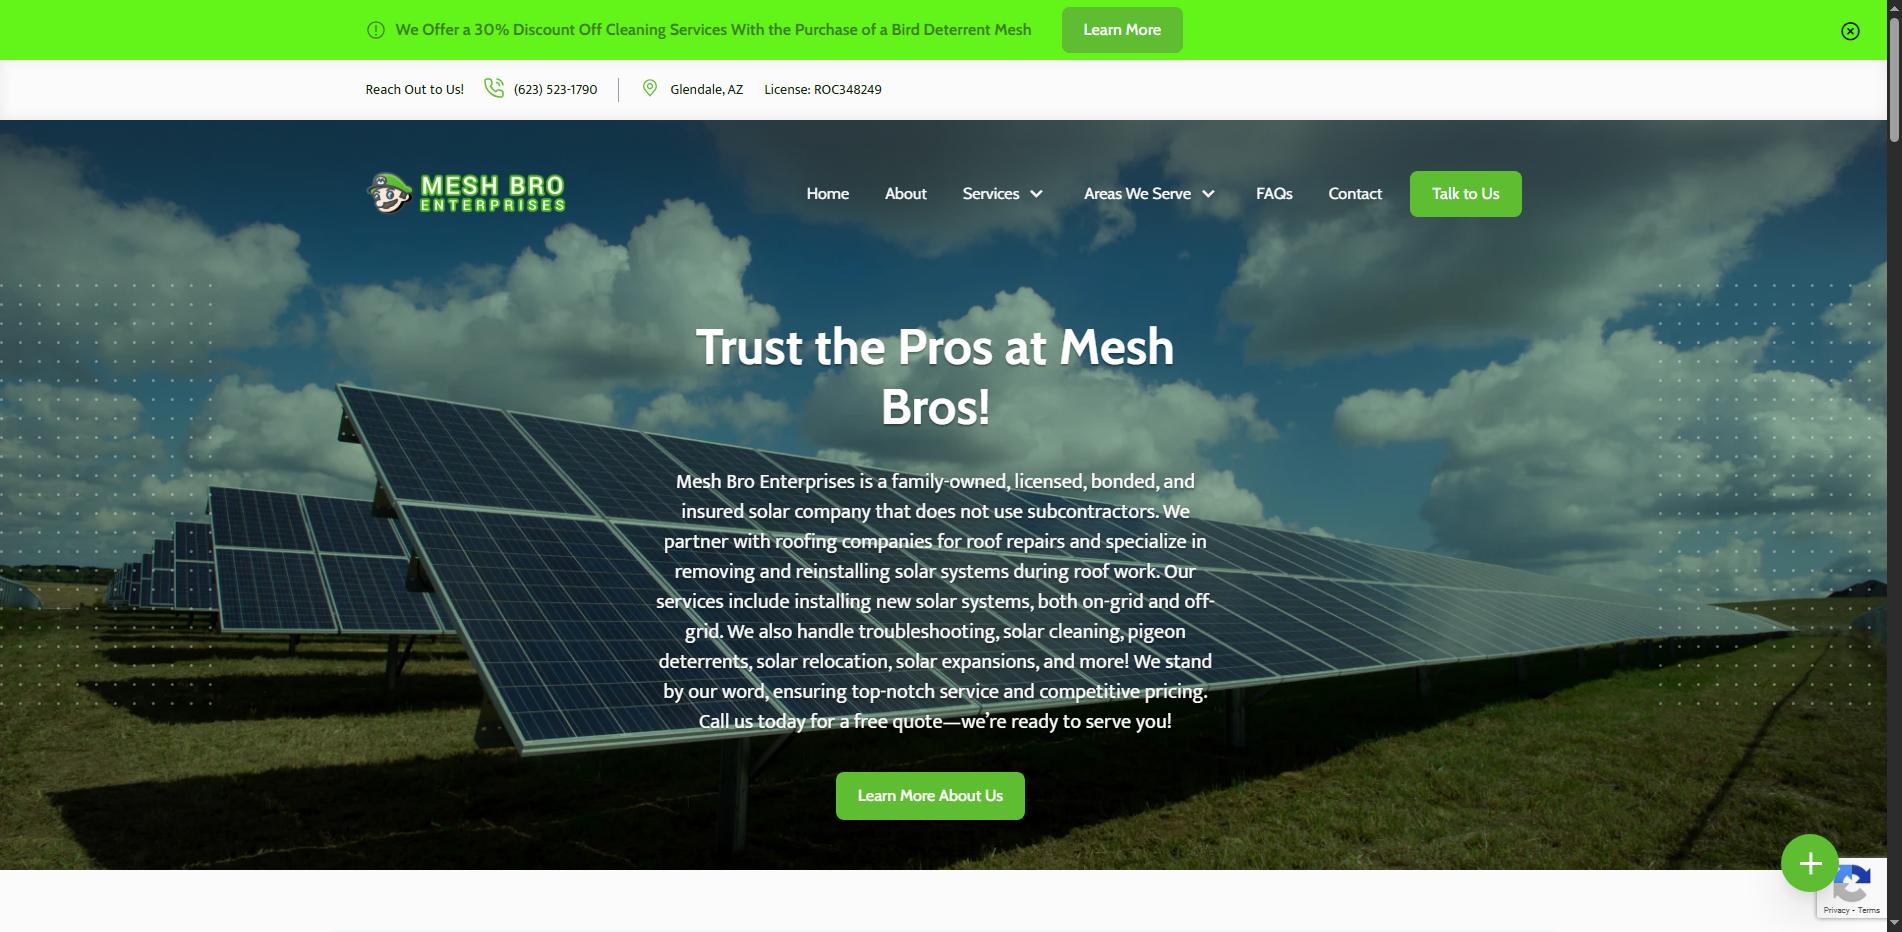 We Offer a 30% Discount Off Cleaning Services With the Purchase of a Bird Deterrent Mesh
Learn More
Reach Out to Us!
(623) 523-1790
Glendale, AZ
License: ROC348249
MESH BRO
ENTERPRISES
Home
About
Services
Areas We Serve
FAQs
Contact
Talk to Us
Trust the Pros at Mesh
Bros!
Mesh Bro Enterprises is a family-owned, licensed, bonded, and
insured solar company that does not use subcontractors. We
partner with roofing companies for roof repairs and specialize in
removing and reinstalling solar systems during roof work. Our
services include installing new solar systems, both on-grid and off-
grid. We also handle troubleshooting, solar cleaning, pigeon
deterrents, solar relocation, solar expansions, and more! We stand
by our word, ensuring top-notch service and competitive pricing.
Call us today for a free quote—we’re ready to serve you!
Learn More About Us
Privacy - Terms